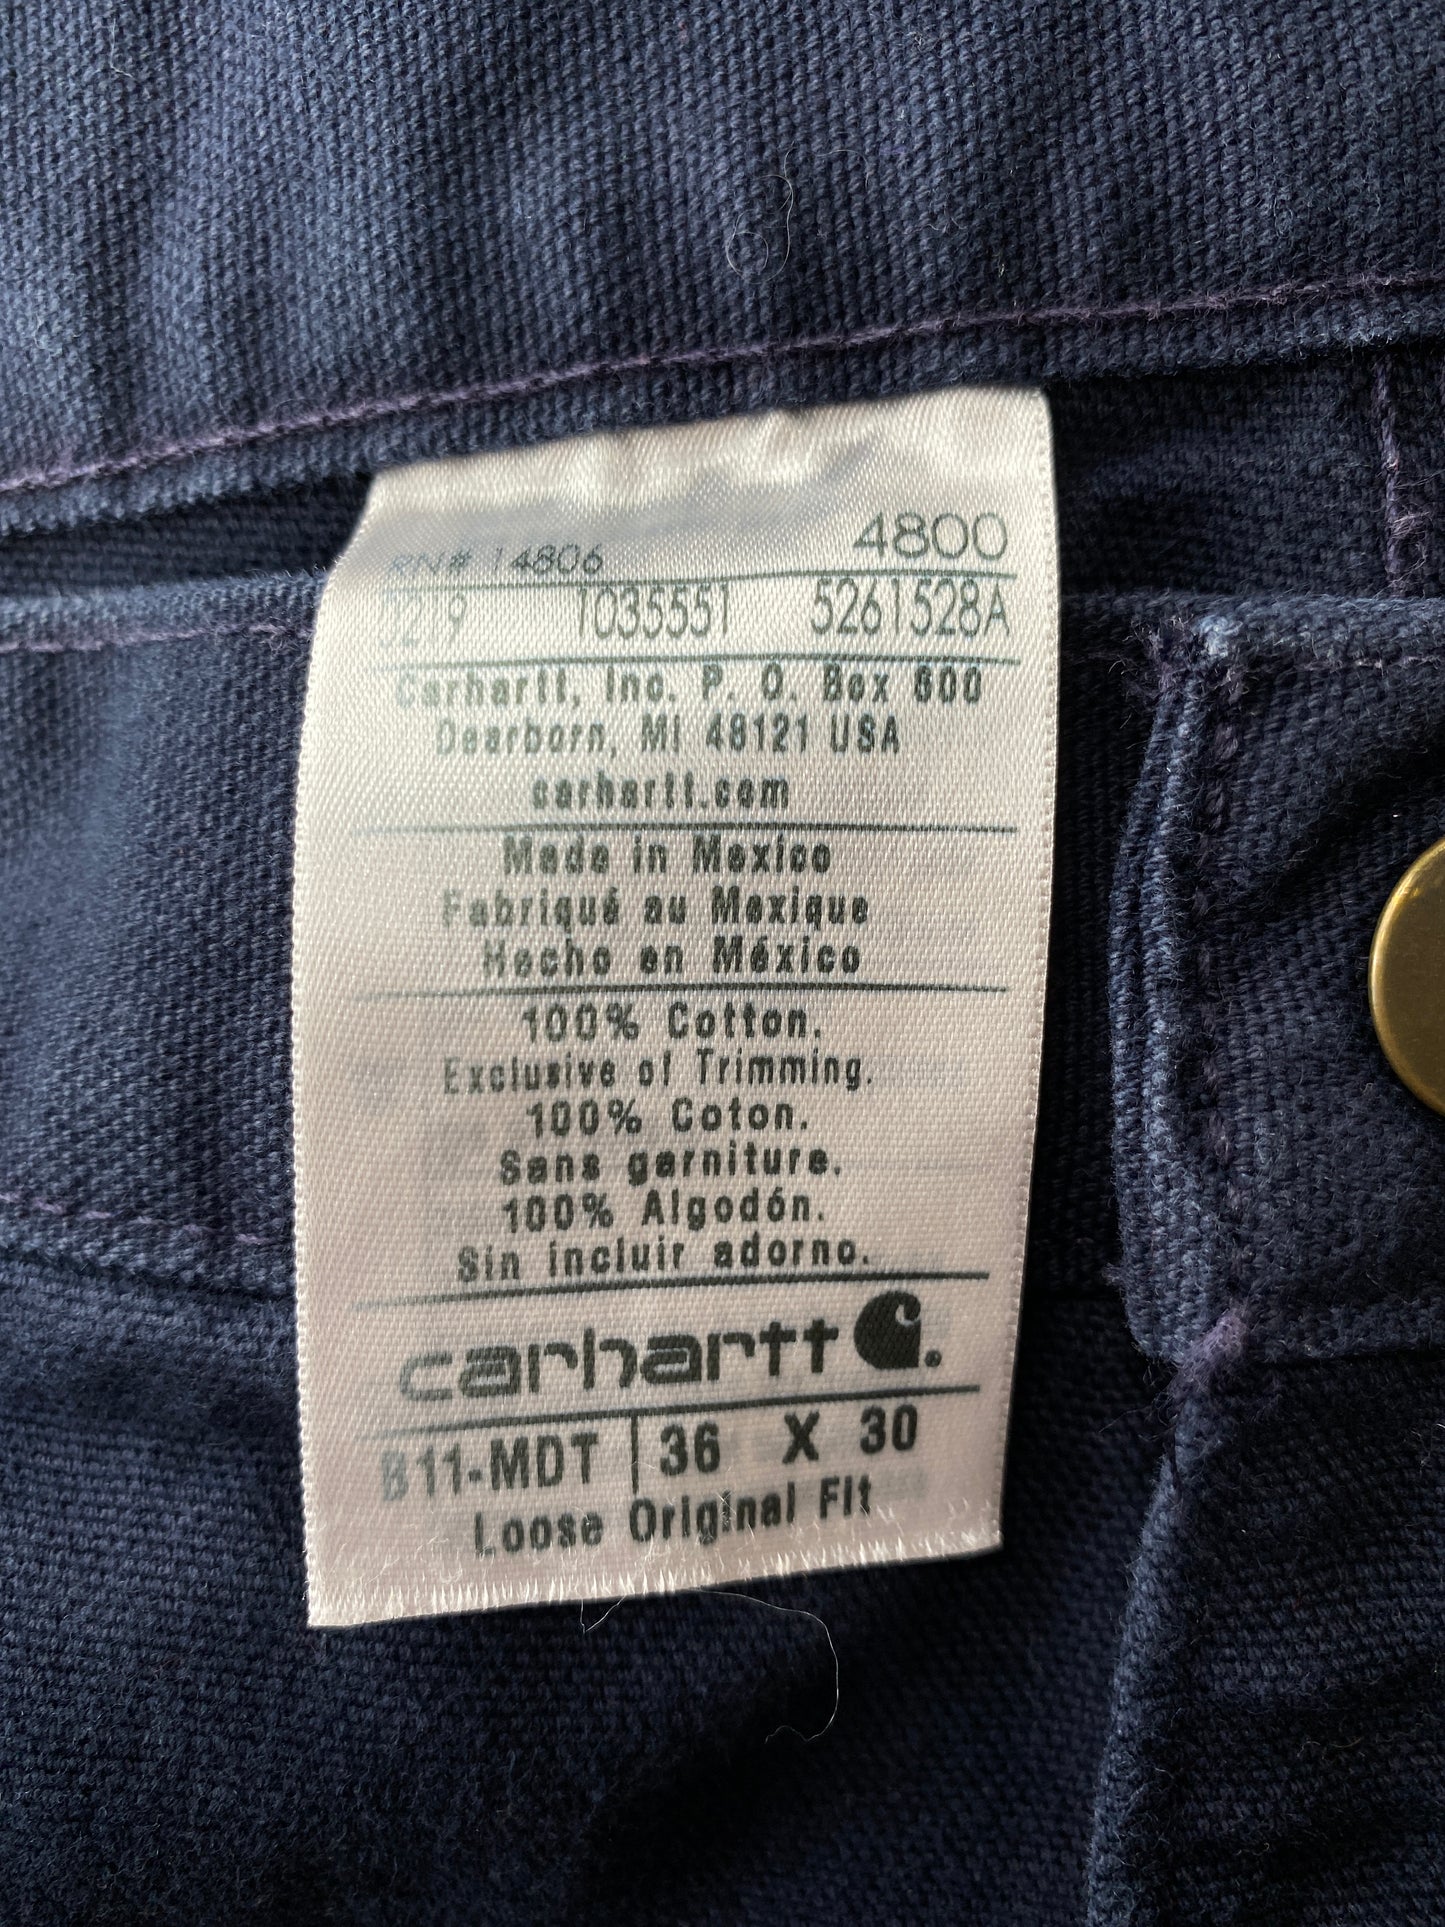 4800
RN# 14806
3219 1035551 5261528A
Carhartt, Inc. P. O. Box 600
Dearborn, MI 48121 USA
carhartt.com
Made in Mexico
Fabriqué au Mexique
Hecho en México
100% Cotton.
Exclusive of Trimming.
100% Coton.
Sans garniture.
100% Algodón.
Sin incluir adorno.
carhartt
B11-MDT | 36 X 30
Loose Original Fit